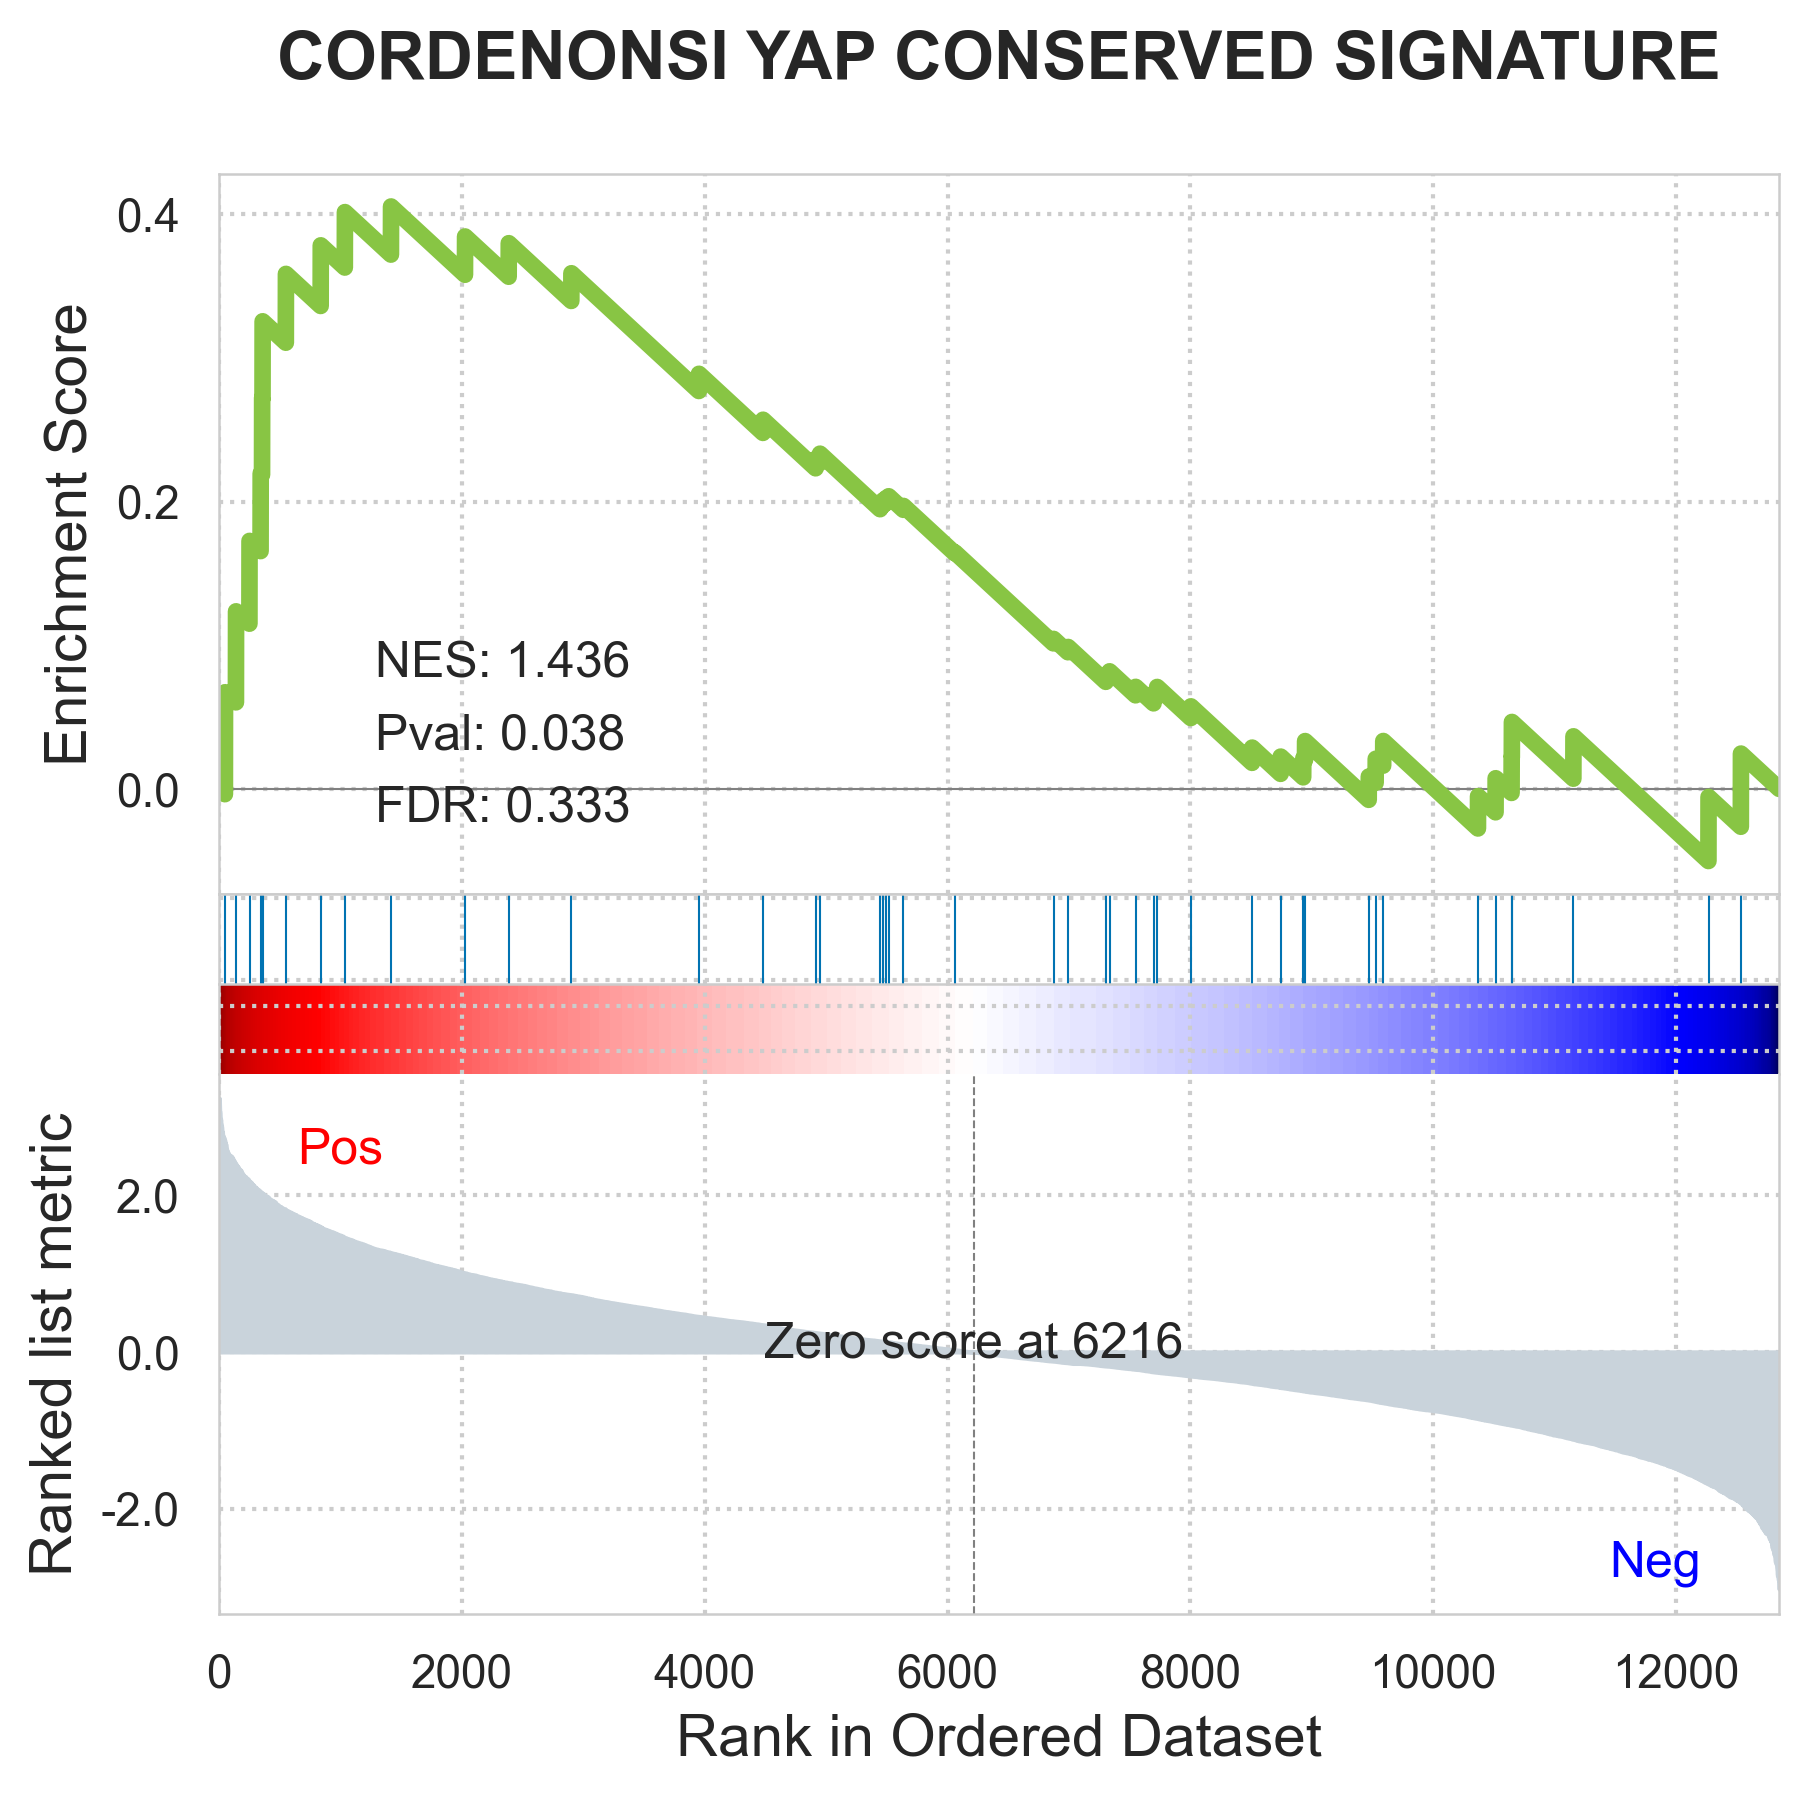 CORDENONSI YAP CONSERVED SIGNATURE
Enrichment Score
0.4
0.2
0.0
NES: 1.436
Pval: 0.038
FDR: 0.333
Ranked list metric
Pos
2.0
0.0
-2.0
Zero score at 6216
Neg
0 2000 4000 6000 8000 10000 12000
Rank in Ordered Dataset